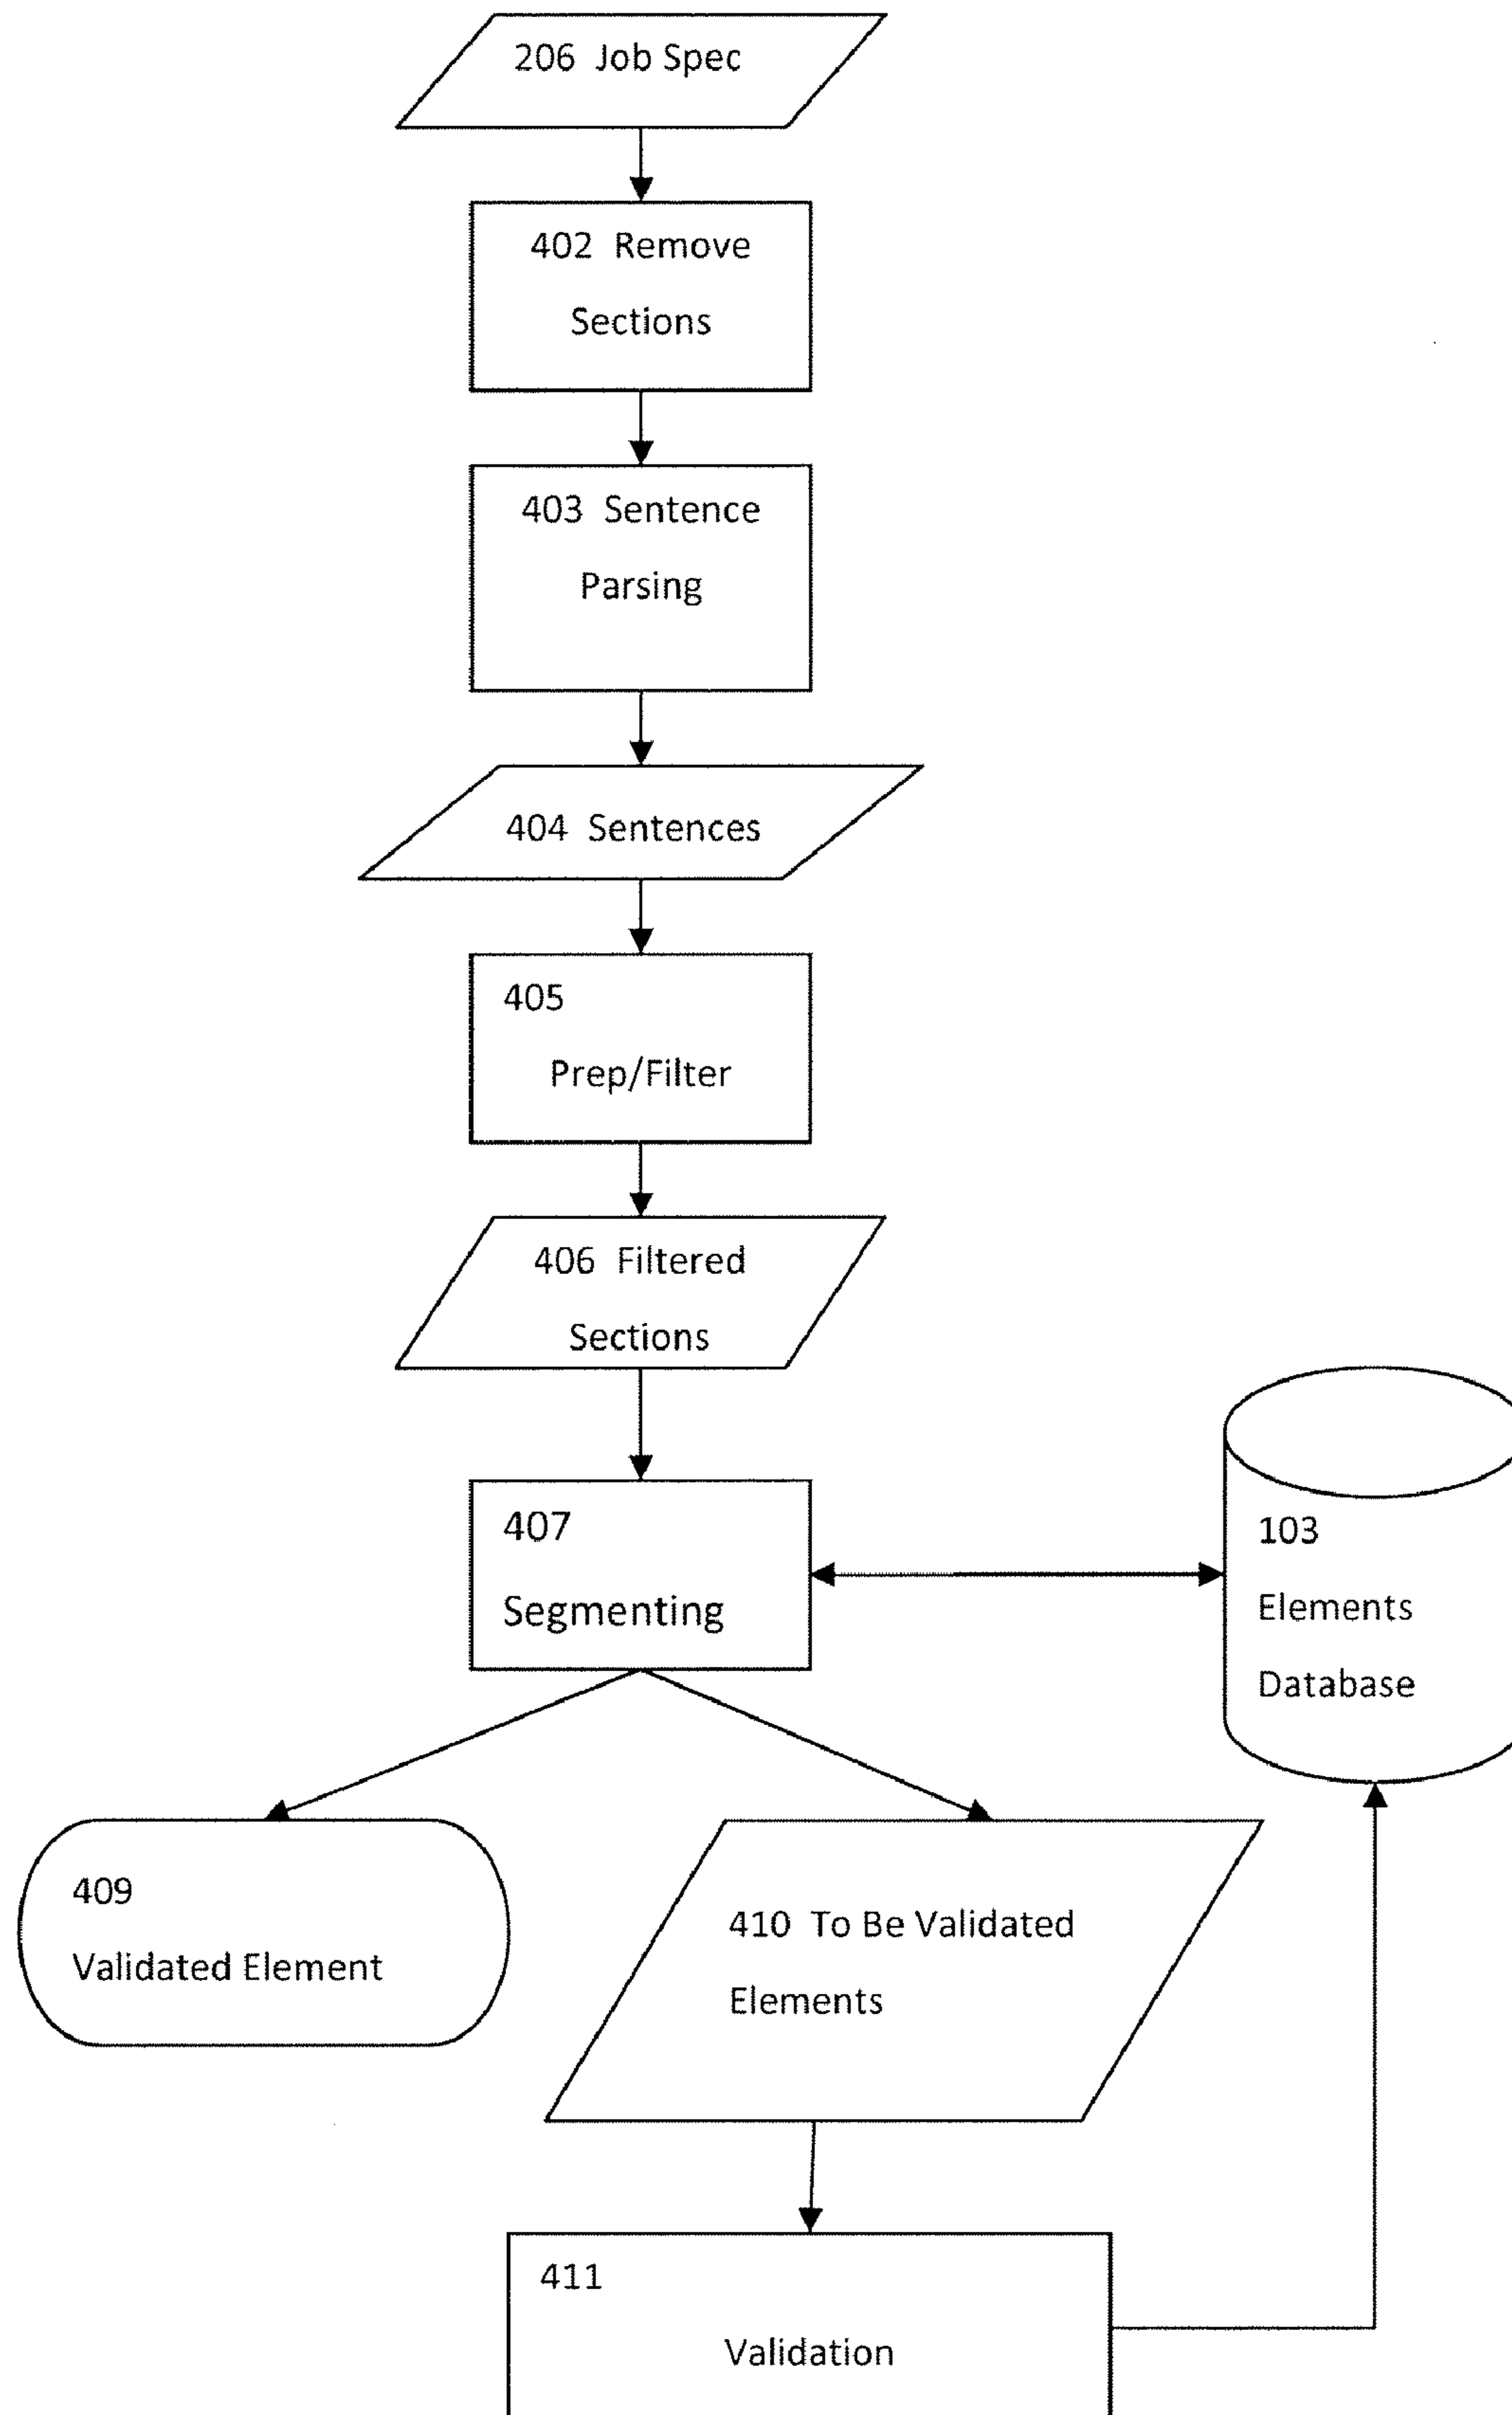 206 Job Spec
402 Remove
Sections
403 Sentence
Parsing
404 Sentences
405
Prep/Filter
406 Filtered
Sections
407
Segmenting
103
Elements
Database
409
Validated Element
410 To Be Validated
Elements
411
Validation